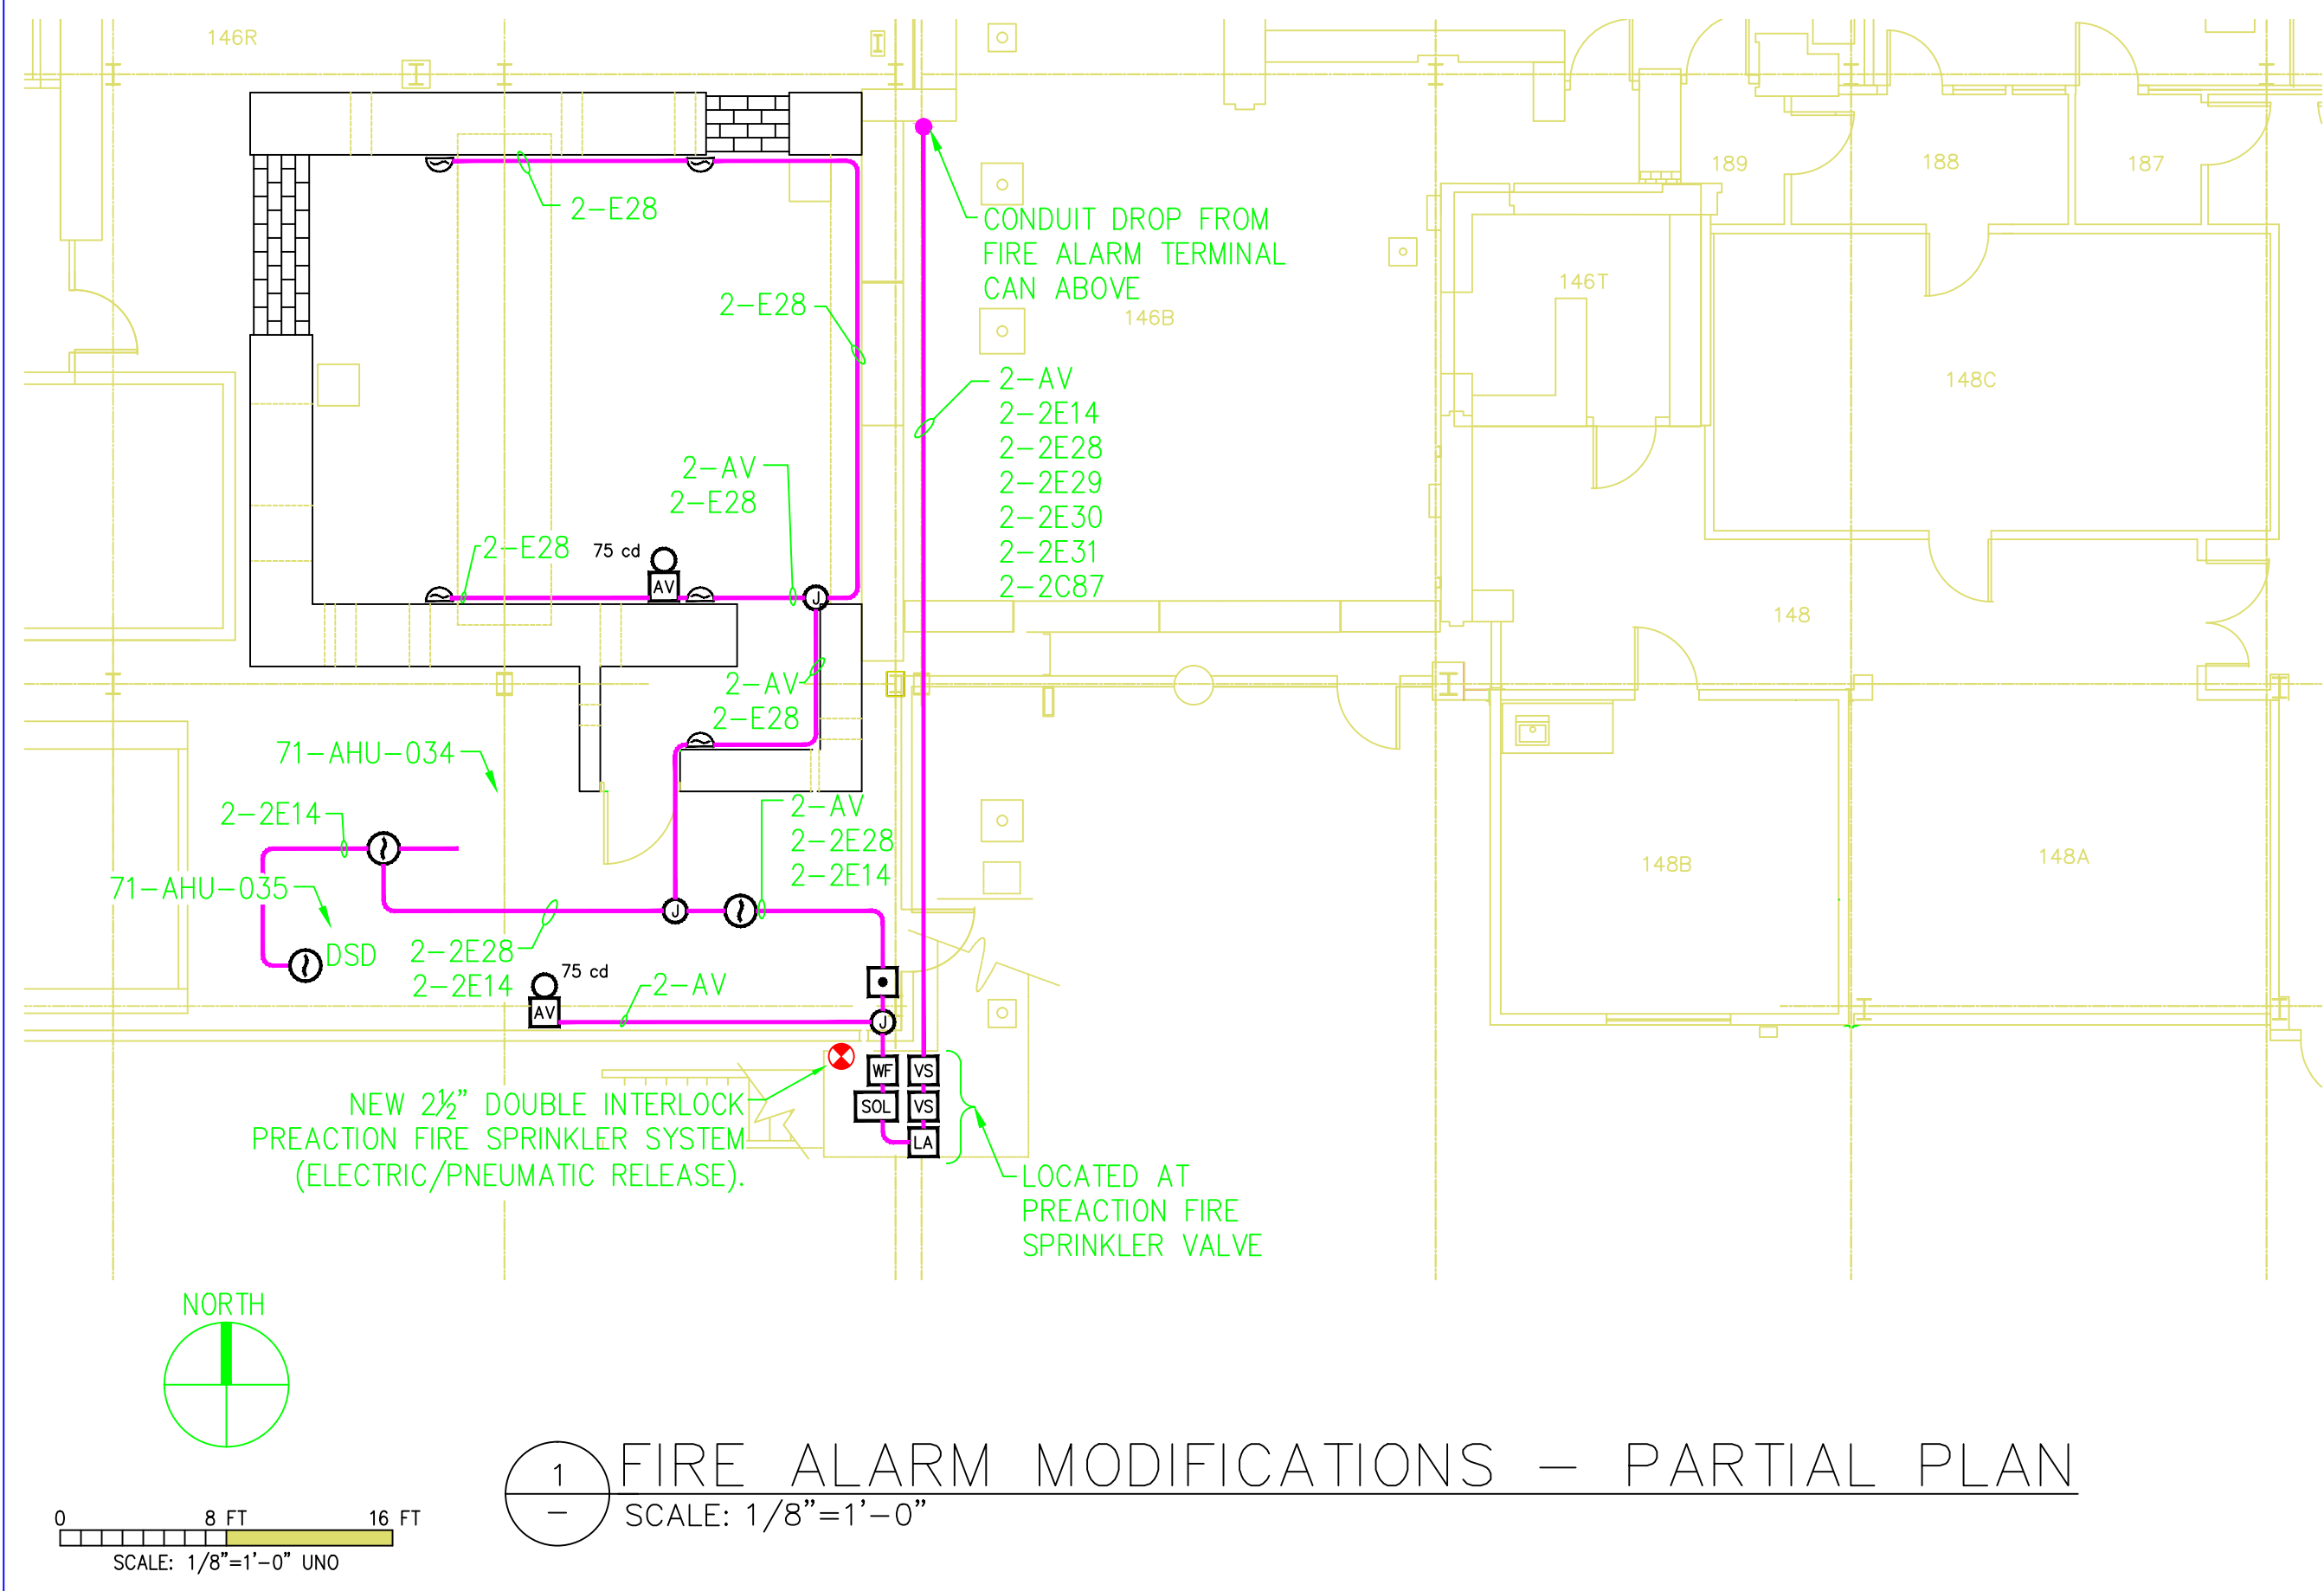 146R
189
188
187
2-E28
CONDUIT DROP FROM
FIRE ALARM TERMINAL
CAN ABOVE
146T
2-E28
146B
148C
2-AV
2-2E14
2-2E28
2-2E29
2-2E30
2-2E31
2-2C87
2-AV
2-E28
2-E28
75 cd
AV
J
148
2-AV
2-E28
71-AHU-034
2-2E14
2-AV
2-2E28
2-2E14
148B
148A
71-AHU-035
J
DSD
2-2E28
2-2E14
75 cd
AV
2-AV
J
WF
VS
SOL
VS
LA
NEW 2½" DOUBLE INTERLOCK
PREACTION FIRE SPRINKLER SYSTEM
(ELECTRIC/PNEUMATIC RELEASE).
LOCATED AT
PREACTION FIRE
SPRINKLER VALVE
NORTH
1
-
FIRE ALARM MODIFICATIONS - PARTIAL PLAN
SCALE: 1/8"=1'-0"
0 8 FT 16 FT
SCALE: 1/8"=1'-0" UNO